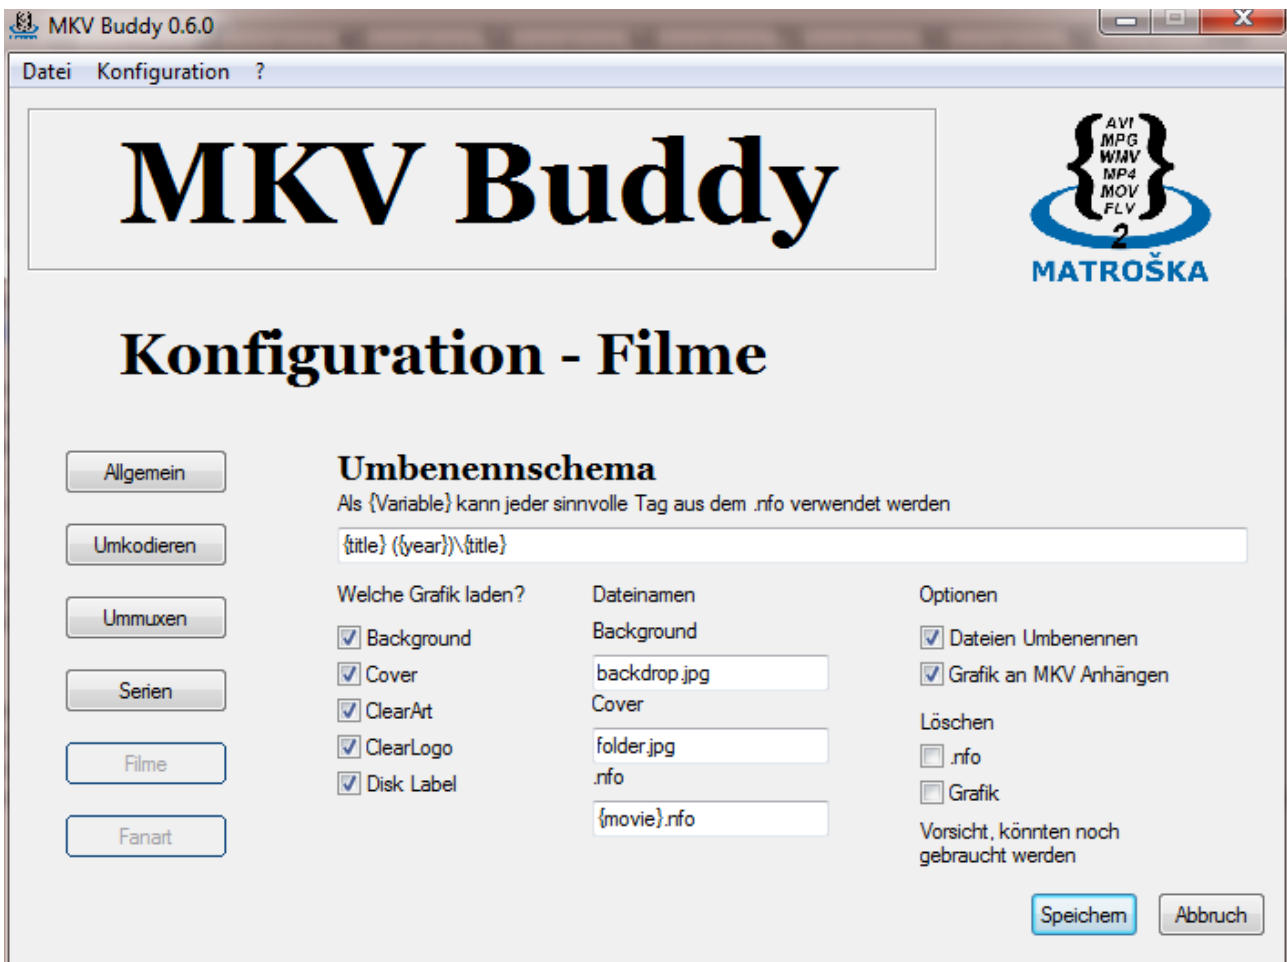 MKV Buddy 0.6.0
Datei Konfiguration ?
MKV Buddy
AVI
MPG
WMV
MP4
MOV
FLV
2
MATROŠKA
Konfiguration - Filme
Allgemein
Umkodieren
Ummuxen
Serien
Filme
Fanart
Umbenennschema
Als {Variable} kann jeder sinnvolle Tag aus dem .nfo verwendet werden
{title} ({year})\{title}
Welche Grafik laden?
Background
Cover
ClearArt
ClearLogo
Disk Label
Dateinamen
Background
backdrop.jpg
Cover
folder.jpg
.nfo
{movie}.nfo
Optionen
Dateien Umbenennen
Grafik an MKV Anhängen
Löschen
.nfo
Grafik
Vorsicht, könnten noch
gebraucht werden
Speichern
Abbruch